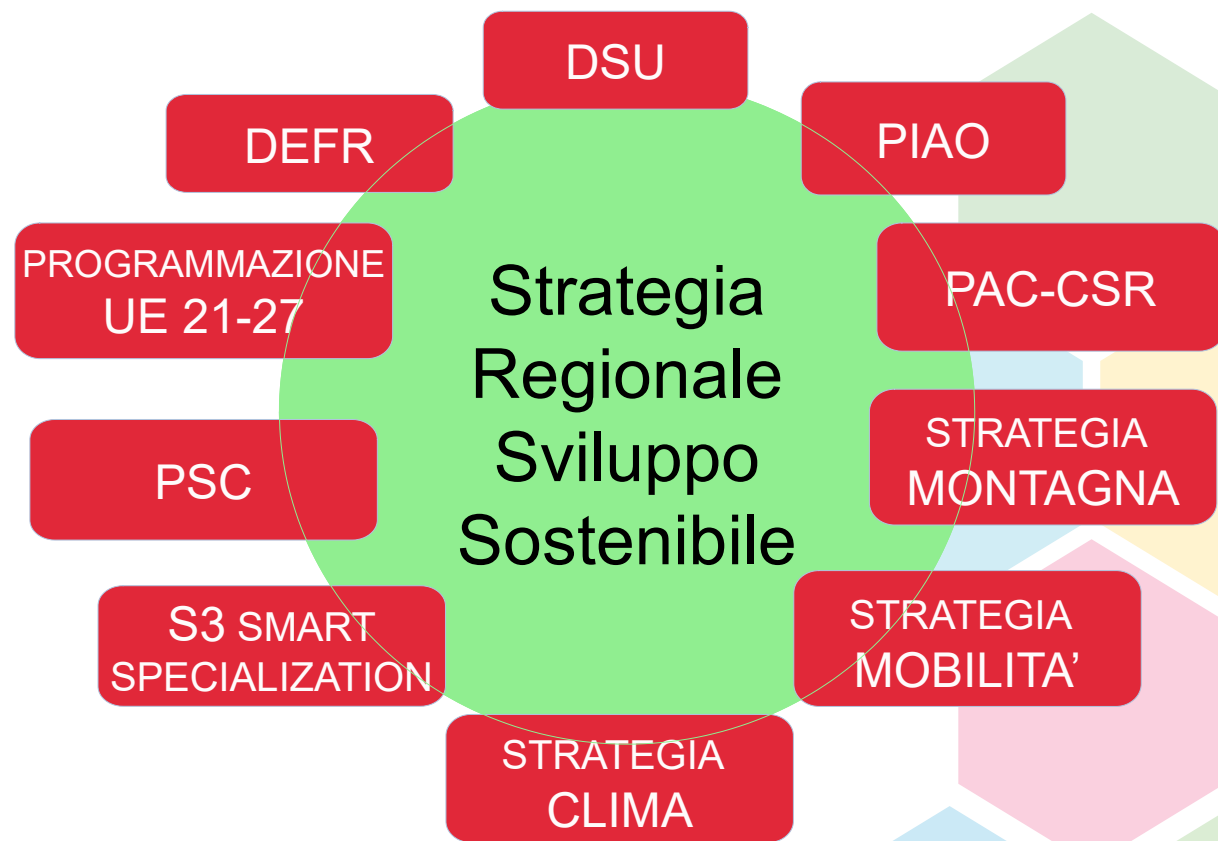 DSU
DEFR
PIAO
PROGRAMMAZIONE
UE 21-27
PAC-CSR
Strategia
Regionale
Sviluppo
Sostenibile
PSC
STRATEGIA
MONTAGNA
S3 SMART
SPECIALIZATION
STRATEGIA
MOBILITA’
STRATEGIA
CLIMA